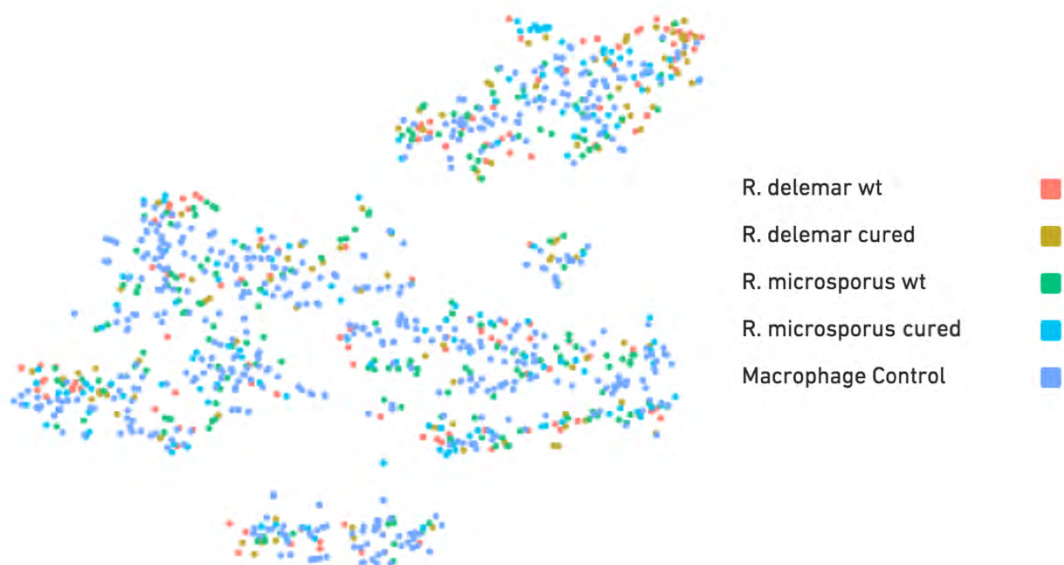 R. delemar wt
R. delemar cured
R. microsporus wt
R. microsporus cured
Macrophage Control